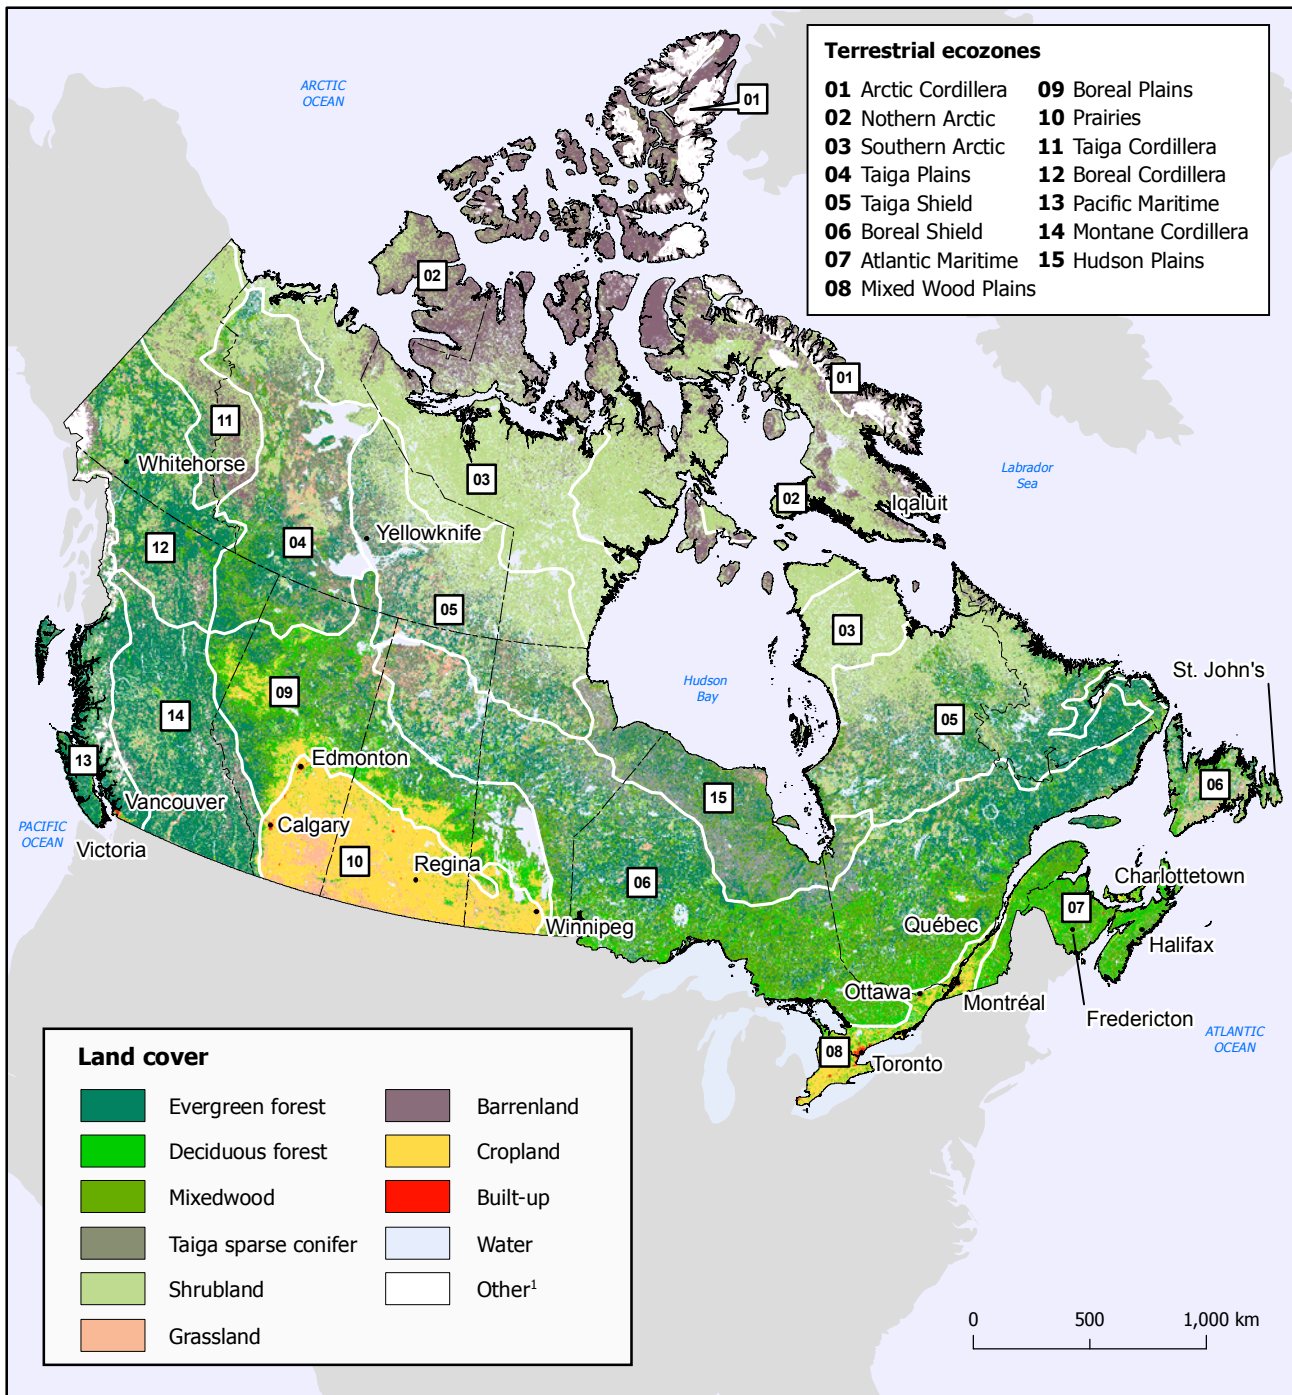 Terrestrial ecozones
01 Arctic Cordillera
02 Nothern Arctic
03 Southern Arctic
04 Taiga Plains
05 Taiga Shield
06 Boreal Shield
07 Atlantic Maritime
08 Mixed Wood Plains
09 Boreal Plains
10 Prairies
11 Taiga Cordillera
12 Boreal Cordillera
13 Pacific Maritime
14 Montane Cordillera
15 Hudson Plains
ARCTIC
OCEAN
01
02
01
11
Whitehorse
03
Labrador
Sea
02
Iqaluit
Yellowknife
12
04
05
03
Hudson
Bay
St. John's
09
14
05
13
Edmonton
15
06
Vancouver
PACIFIC
OCEAN
Victoria
Calgary
10
Regina
06
Charlottetown
07
Winnipeg
Québec
Halifax
Ottawa
Montréal
Fredericton
ATLANTIC
OCEAN
08
Toronto
Land cover
Evergreen forest
Deciduous forest
Mixedwood
Taiga sparse conifer
Shrubland
Grassland
Barrenland
Cropland
Built-up
Water
Other¹
0 500 1,000 km